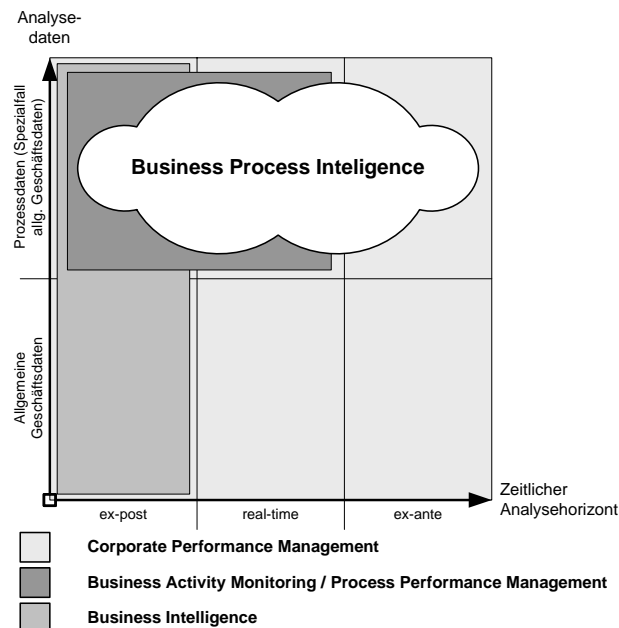 Analyse-
daten
Prozessdaten (Spezialfall
allg. Geschäftsdaten)
Business Process Inteligence
Allgemeine
Geschäftsdaten
Zeitlicher
Analysehorizont
ex-post
real-time
ex-ante
Corporate Performance Management
Business Activity Monitoring / Process Performance Management
Business Intelligence